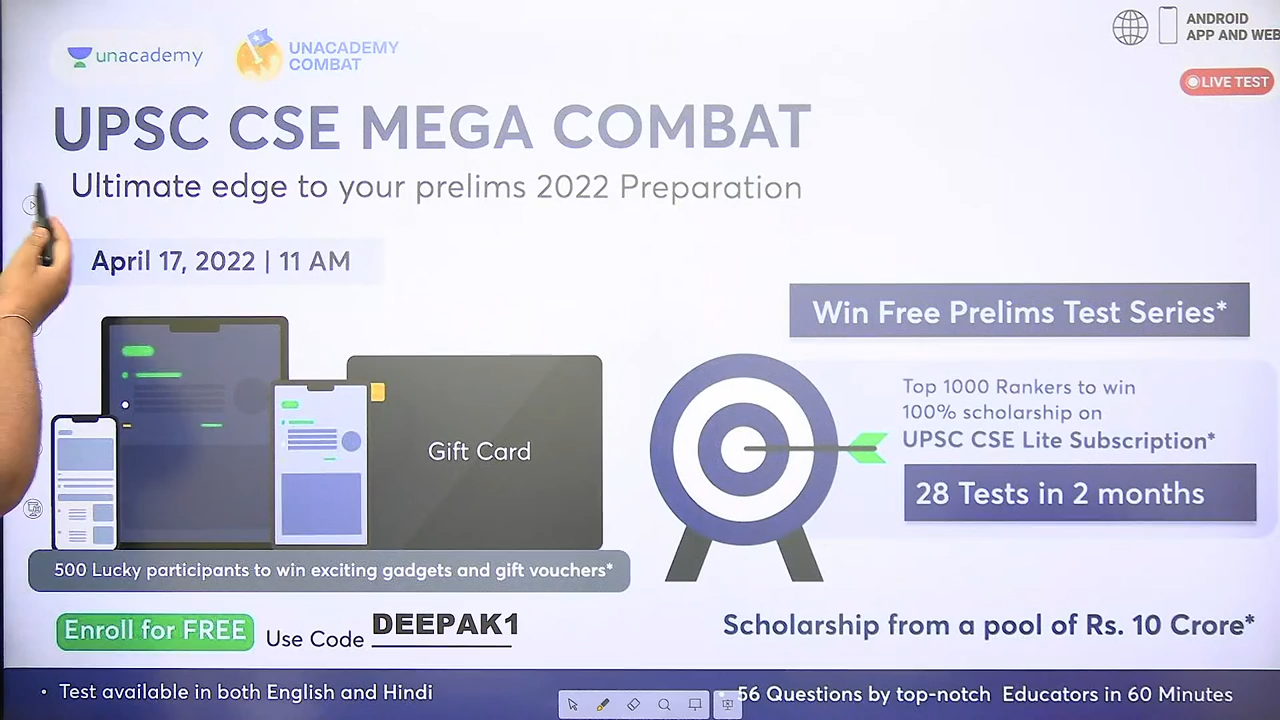 unacademy
UNACADEMY
COMBAT
ANDROID
APP AND WEB
LIVE TEST
UPSC CSE MEGA COMBAT
Ultimate edge to your prelims 2022 Preparation
April 17, 2022 | 11 AM
Win Free Prelims Test Series*
Top 1000 Rankers to win
100% scholarship on
UPSC CSE Lite Subscription*
28 Tests in 2 months
Gift Card
500 Lucky participants to win exciting gadgets and gift vouchers*
Enroll for FREE Use Code DEEPAK1
Scholarship from a pool of Rs. 10 Crore*
• Test available in both English and Hindi
• 56 Questions by top-notch Educators in 60 Minutes